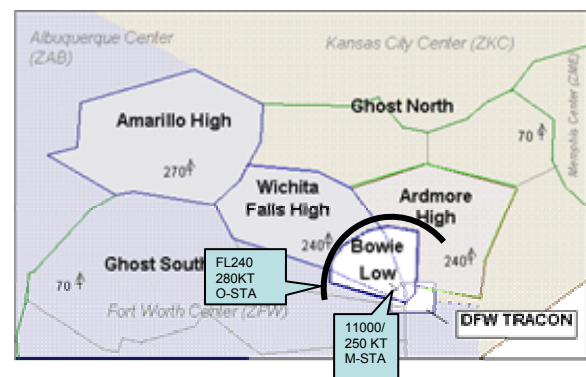 Albuquerque Center
(ZAB)
Kansas City Center (ZKC)
Memphis Center (ZME)
Amarillo High
270
Ghost North
70
Wichita
Falls High
240
Ardmore
High
240
Bowie
Low
Ghost South
70
FL240
280KT
O-STA
Fort Worth Center (ZFW)
11000/
250 KT
M-STA
DFW TRACON